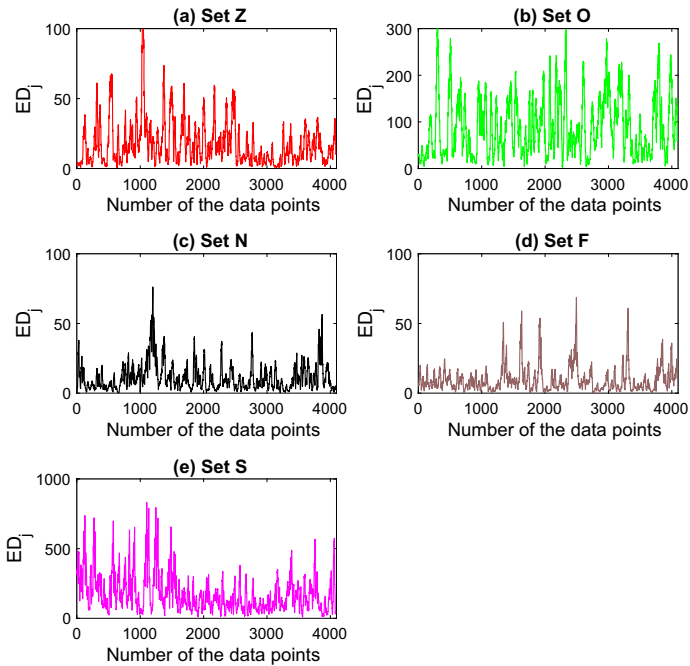 (a) Set Z
ED_j
100
50
0
0 1000 2000 3000 4000
Number of the data points
(b) Set O
ED_j
300
200
100
0
0 1000 2000 3000 4000
Number of the data points
(c) Set N
ED_j
100
50
0
0 1000 2000 3000 4000
Number of the data points
(d) Set F
ED_j
100
50
0
0 1000 2000 3000 4000
Number of the data points
(e) Set S
ED_j
1000
500
0
0 1000 2000 3000 4000
Number of the data points